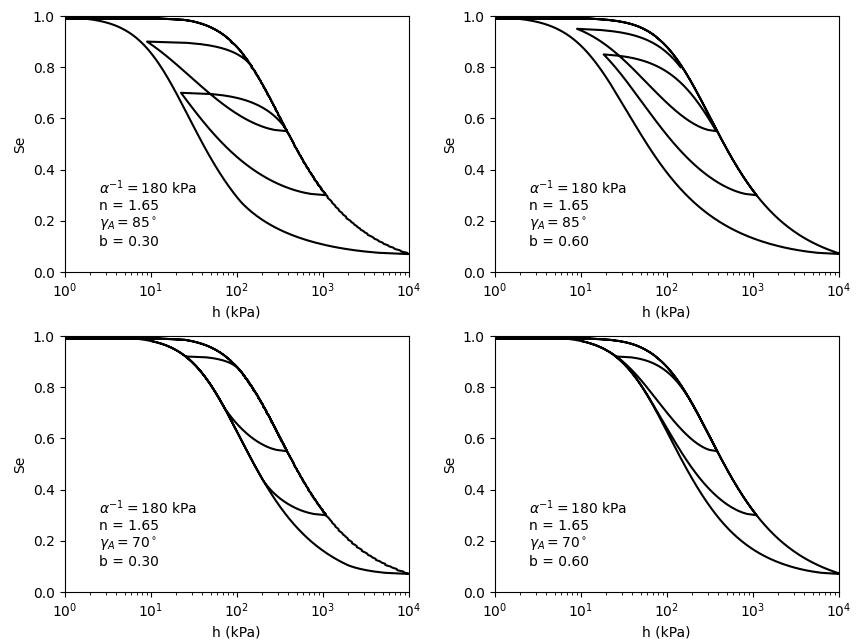 1.0
0.8
0.6
0.4
0.2
0.0
Se
α⁻¹ = 180 kPa
n = 1.65
γ_A = 85°
b = 0.30
10⁰ 10¹ 10² 10³ 10⁴
h (kPa)
1.0
0.8
0.6
0.4
0.2
0.0
Se
α⁻¹ = 180 kPa
n = 1.65
γ_A = 85°
b = 0.60
10⁰ 10¹ 10² 10³ 10⁴
h (kPa)
1.0
0.8
0.6
0.4
0.2
0.0
Se
α⁻¹ = 180 kPa
n = 1.65
γ_A = 70°
b = 0.30
10⁰ 10¹ 10² 10³ 10⁴
h (kPa)
1.0
0.8
0.6
0.4
0.2
0.0
Se
α⁻¹ = 180 kPa
n = 1.65
γ_A = 70°
b = 0.60
10⁰ 10¹ 10² 10³ 10⁴
h (kPa)